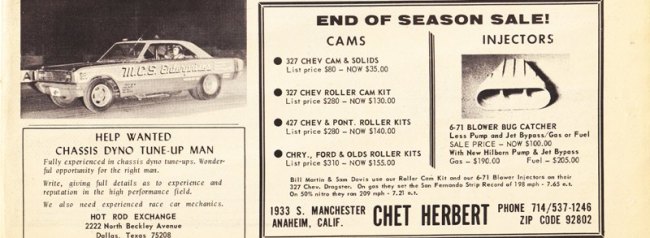 M.C.S. Enterprises
HELP WANTED
CHASSIS DYNO TUNE-UP MAN
Fully experienced in chassis dyno tune-ups. Wonder-
ful opportunity for the right man.
Write, giving full details as to experience and
reputation in the high performance field.
We also need experienced race car mechanics.
HOT ROD EXCHANGE
2222 North Beckley Avenue
Dallas, Texas 75208
END OF SEASON SALE!
CAMS
327 CHEV CAM & SOLIDS
List price $80 — NOW $35.00
327 CHEV ROLLER CAM KIT
List price $280 — NOW $130.00
427 CHEV & PONT. ROLLER KITS
List price $280 — NOW $140.00
CHRY., FORD & OLDS ROLLER KITS
List price $310 — NOW $155.00
INJECTORS
6-71 BLOWER BUG CATCHER
Less Pump and Jet Bypass/Gas or Fuel
SALE PRICE — NOW $100.00
With New Hilborn Pump & Jet Bypass
Gas — $190.00 Fuel — $205.00
Bill Martin & Sam Davis use our Roller Cam Kit and our 6-71 Blower Injectors on their
327 Chev. Dragster. On gas they set the San Fernando Strip Record of 198 mph - 7.65 e.t.
On 50% nitro they ran 209 mph - 7.21 e.t.
1933 S. MANCHESTER
ANAHEIM, CALIF.
CHET HERBERT
PHONE 714/537-1246
ZIP CODE 92802